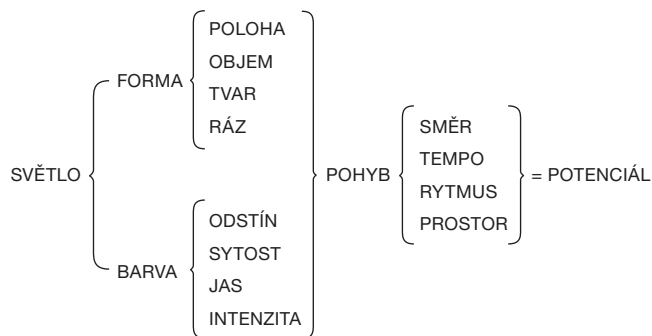 SVĚTLO
FORMA
POLOHA
OBJEM
TVAR
RÁZ
BARVA
ODSTÍN
SYTOST
JAS
INTENZITA
POHYB
SMĚR
TEMPO
RYTMUS
PROSTOR
= POTENCIÁL